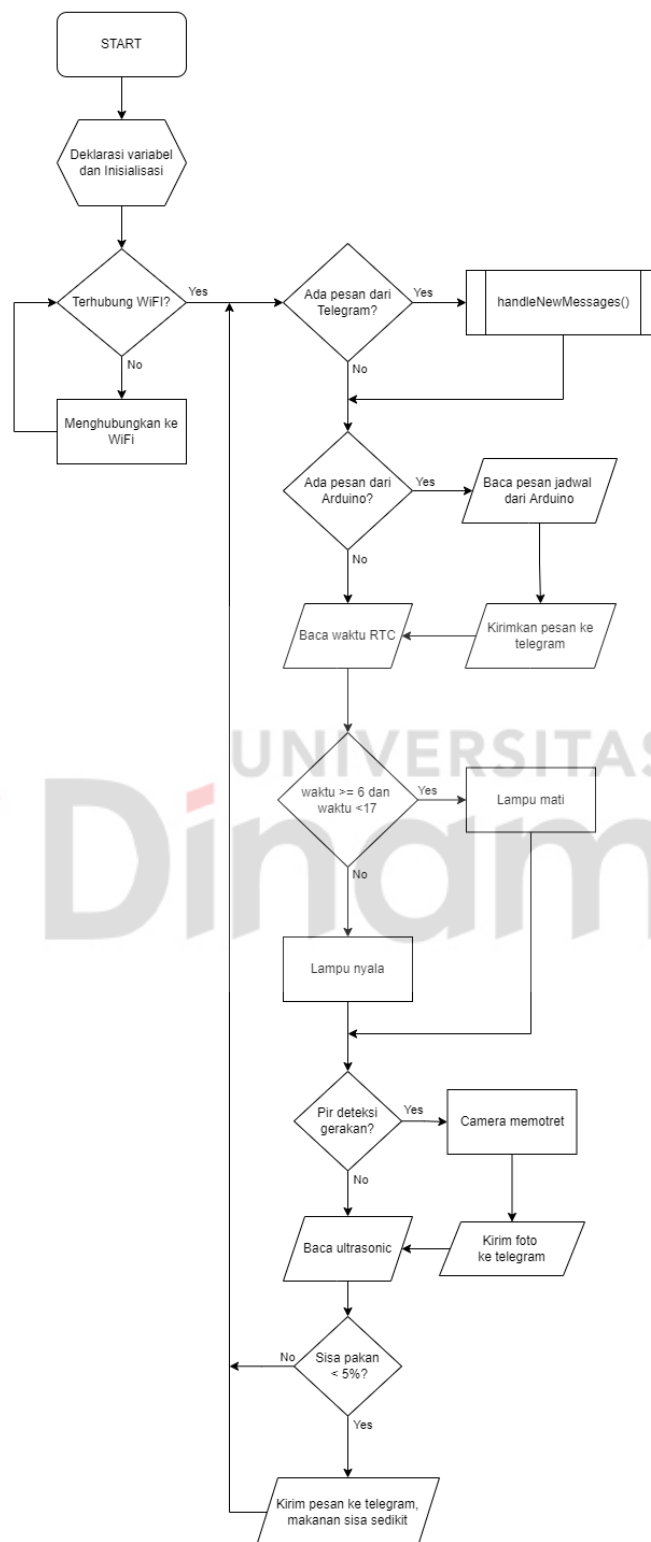 START
Deklarasi variabel
dan Inisialisasi
Terhubung WiFI?
Yes
No
Menghubungkan ke
WiFi
Ada pesan dari
Telegram?
Yes
No
handleNewMessages()
Ada pesan dari
Arduino?
Yes
No
Baca pesan jadwal
dari Arduino
Kirimkan pesan ke
telegram
Baca waktu RTC
UNIVERSITAS
Dinam
waktu >= 6 dan
waktu <17
Yes
No
Lampu mati
Lampu nyala
Pir deteksi
gerakan?
Yes
No
Camera memotret
Kirim foto
ke telegram
Baca ultrasonic
Sisa pakan
< 5%?
No
Yes
Kirim pesan ke telegram,
makanan sisa sedikit